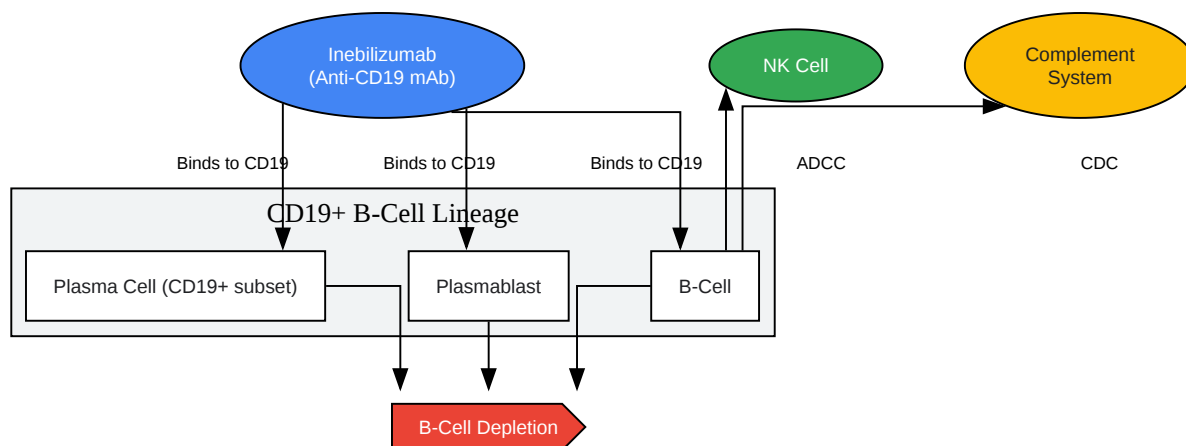 Inebilizumab
(Anti-CD19 mAb)
NK Cell
Complement
System
Binds to CD19
Binds to CD19
Binds to CD19
ADCC
CDC
CD19+ B-Cell Lineage
Plasma Cell (CD19+ subset)
Plasmablast
B-Cell
B-Cell Depletion